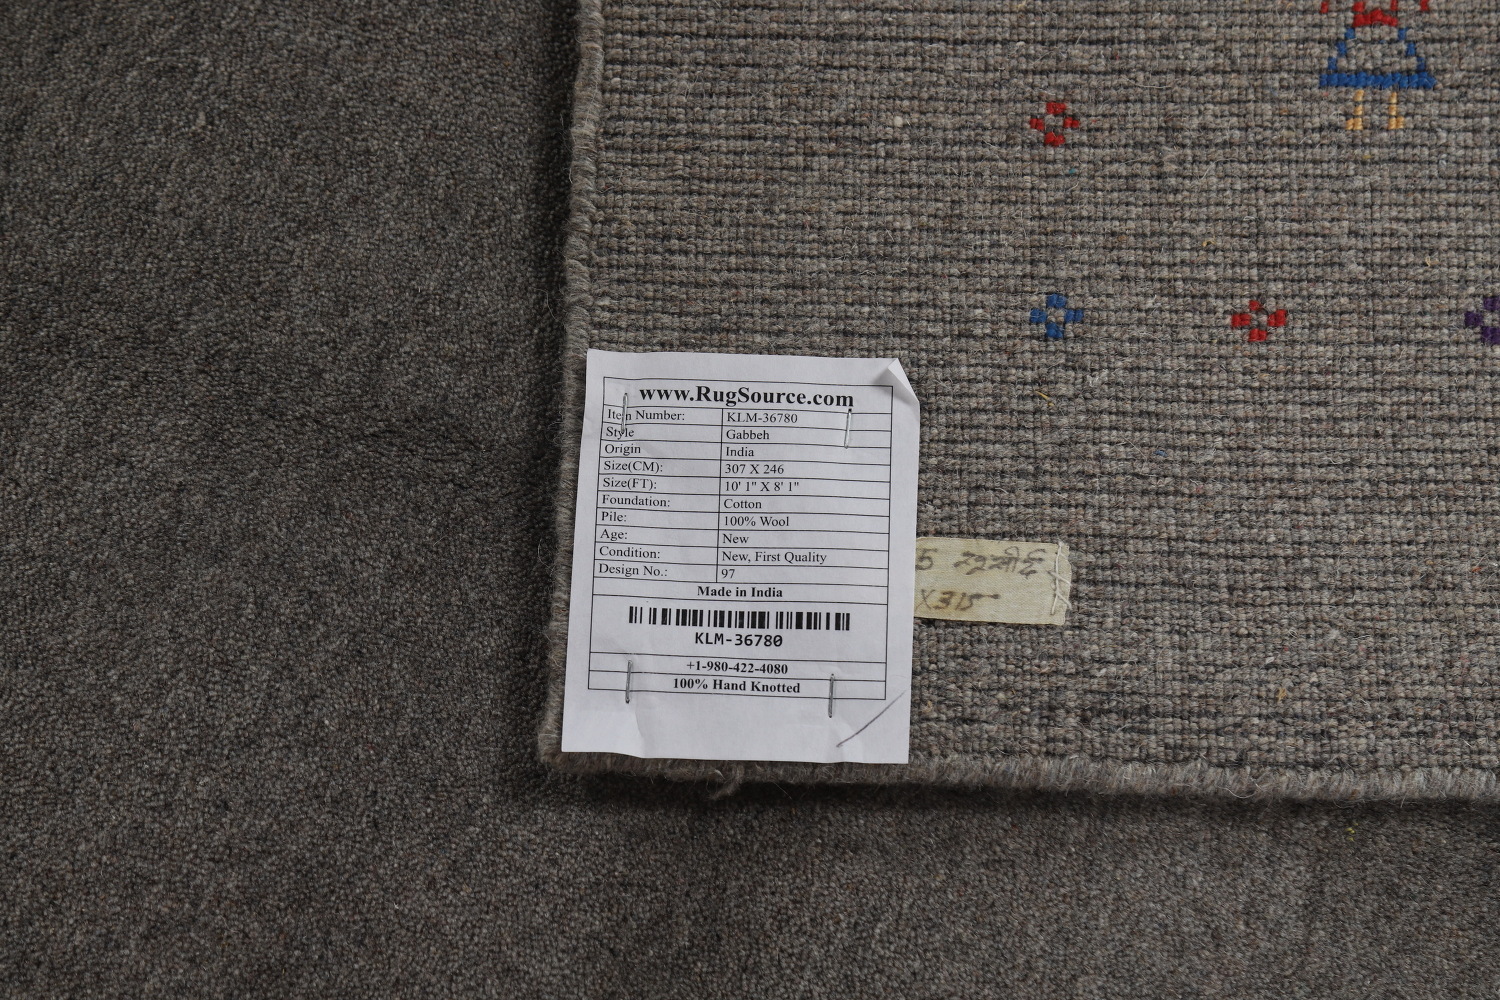 www.RugSource.com
Item Number: KLM-36780
Style Gabbeh
Origin India
Size(CM): 307 X 246
Size(FT): 10' 1" X 8' 1"
Foundation: Cotton
Pile: 100% Wool
Age: New
Condition: New, First Quality
Design No.: 97
Made in India
KLM-36780
+1-980-422-4080
100% Hand Knotted
5
X315